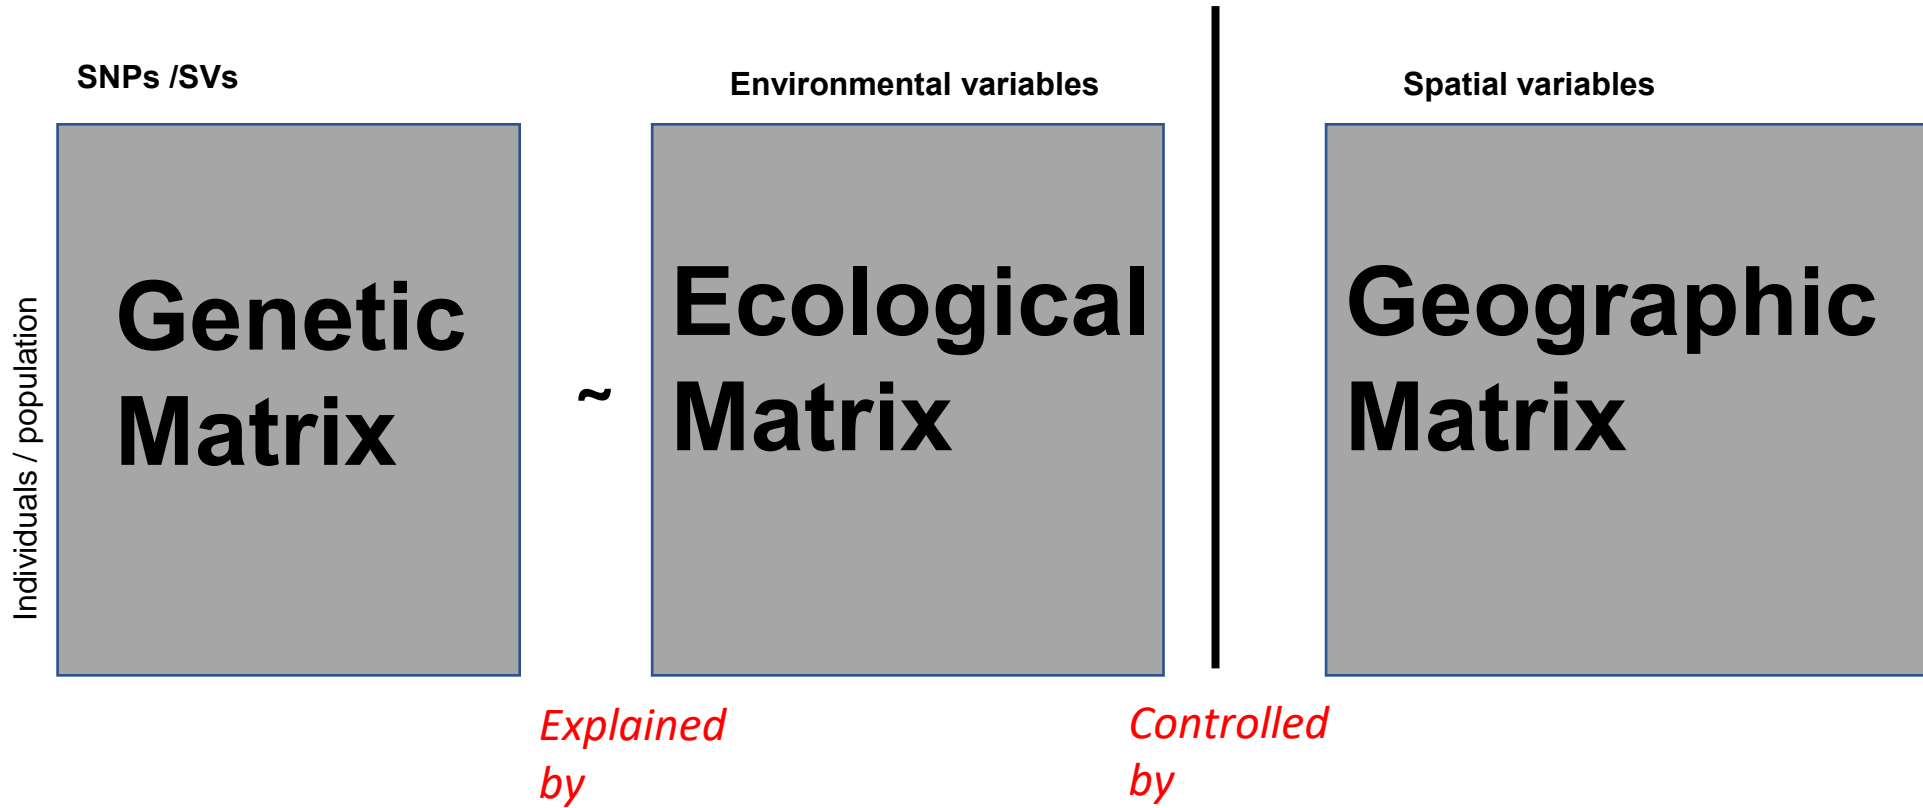 SNPs /SVs
Environmental variables
Spatial variables
Individuals / population
Genetic
Matrix
~
Ecological
Matrix
Geographic
Matrix
Explained
by
Controlled
by